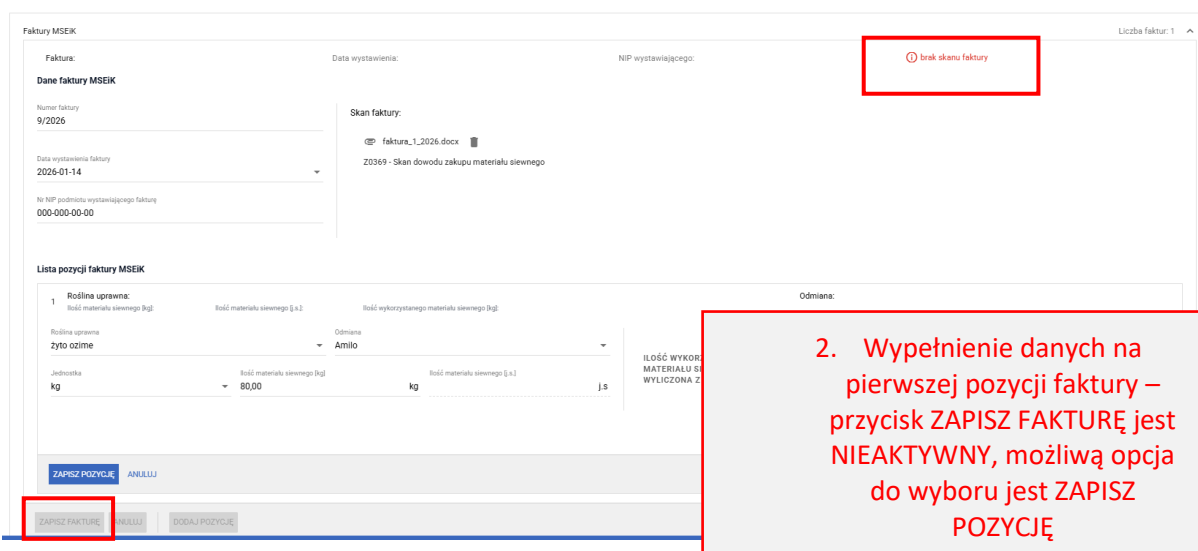 Faktury MSEiK
Liczba faktur: 1
Faktura:
Data wystawienia:
NIP wystawiającego:
brak skanu faktury
Dane faktury MSEiK
Numer faktury
9/2026
Skan faktury:
faktura_1_2026.docx
Z0369 - Skan dowodu zakupu materiału siewnego
Data wystawienia faktury
2026-01-14
Nr NIP podmiotu wystawiającego fakturę
000-000-00-00
Lista pozycji faktury MSEiK
1
Roślina uprawna:
Odmiana:
Ilość materiału siewnego [kg]:
Ilość materiału siewnego [j.s.]:
Ilość wykorzystanego materiału siewnego [kg]:
Roślina uprawna
żyto ozime
Odmiana
Amilo
Jednostka
kg
Ilość materiału siewnego [kg]
80,00 kg
Ilość materiału siewnego [j.s.]
j.s
MATERIAŁU
WYLICZONA Z
ZAPISZ POZYCJĘ
ANULUJ
ZAPISZ FAKTURĘ
ANULUJ
DODAJ POZYCJĘ
2. Wypełnienie danych na
pierwszej pozycji faktury –
przycisk ZAPISZ FAKTURĘ jest
NIEAKTYWNY, możliwą opcja
do wyboru jest ZAPISZ
POZYCJĘ